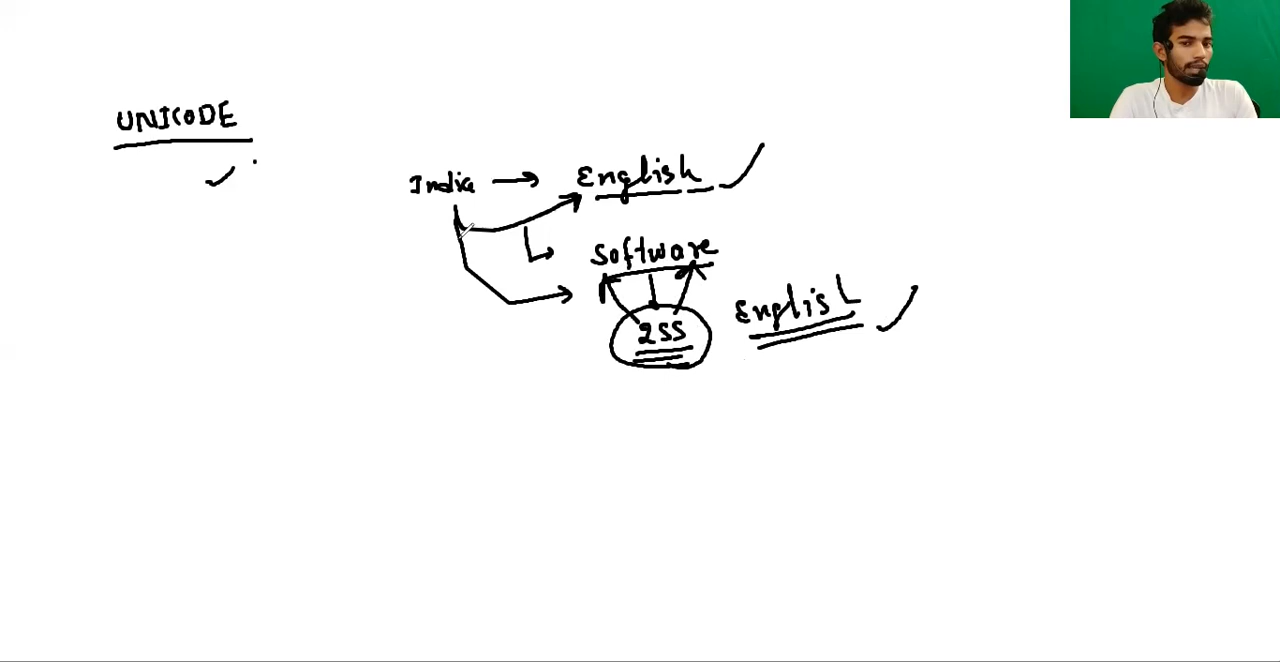 UNICODE
India → English
Software
255
English